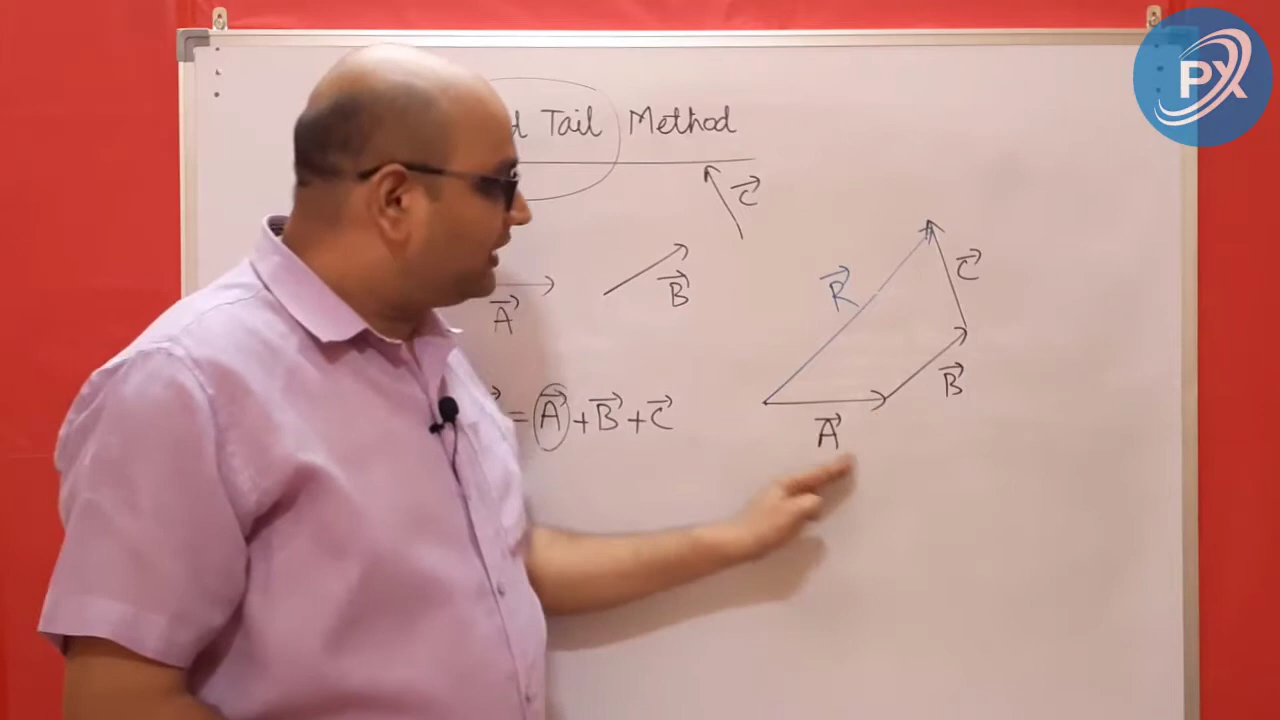 Tail Method
C
A B
= A + B + C
R C
B
A
PX